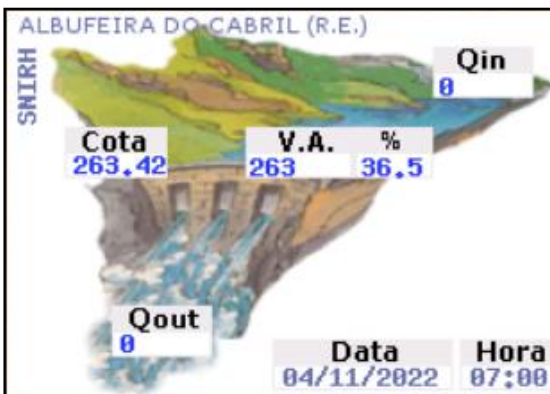 ALBUFEIRA DO CABRIL (R.E.)
SNIRH
Qin
0
Cota V.A. %
263.42 263 36.5
Qout
0
Data Hora
04/11/2022 07:00